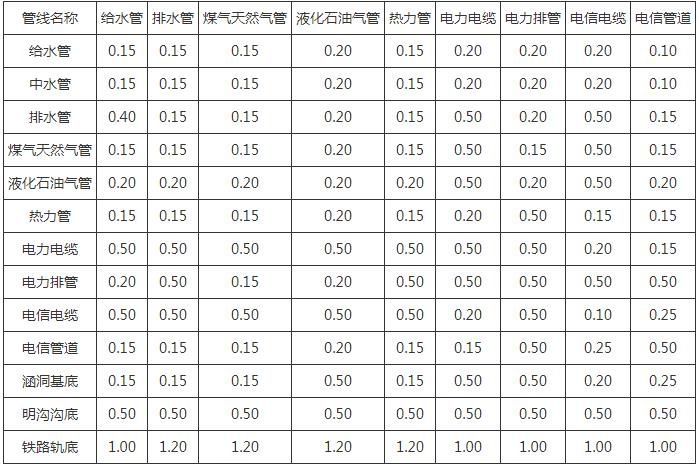 管线名称 给水管 排水管 煤气天然气管 液化石油气管 热力管 电力电缆 电力排管 电信电缆 电信管道
给水管 0.15 0.15 0.15 0.20 0.15 0.20 0.20 0.20 0.10
中水管 0.15 0.15 0.15 0.20 0.15 0.20 0.20 0.20 0.10
排水管 0.40 0.15 0.15 0.20 0.15 0.50 0.20 0.50 0.15
煤气天然气管 0.15 0.15 0.15 0.20 0.15 0.50 0.15 0.50 0.15
液化石油气管 0.20 0.20 0.20 0.20 0.20 0.50 0.20 0.50 0.20
热力管 0.15 0.15 0.15 0.20 0.15 0.20 0.50 0.15 0.15
电力电缆 0.50 0.50 0.50 0.50 0.50 0.50 0.50 0.20 0.15
电力排管 0.20 0.50 0.15 0.20 0.50 0.50 0.50 0.50 0.50
电信电缆 0.50 0.50 0.50 0.50 0.50 0.20 0.50 0.10 0.25
电信管道 0.15 0.15 0.15 0.20 0.15 0.15 0.50 0.25 0.50
涵洞基底 0.15 0.15 0.15 0.50 0.15 0.50 0.50 0.20 0.25
明沟沟底 0.50 0.50 0.50 0.50 0.50 0.50 0.50 0.50 0.50
铁路轨底 1.00 1.20 1.20 1.20 1.20 1.00 1.00 1.00 1.00